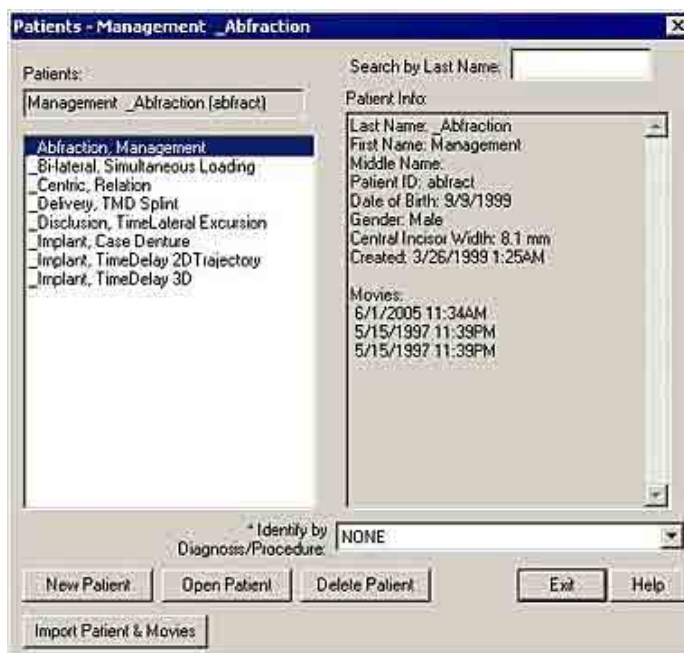 Patients - Management _Abfraction
Patients:
Management _Abfraction (abfract)
_Abfraction, Management
_Bi-lateral, Simultaneous Loading
_Centric, Relation
_Delivery, TMD Splint
_Disclusion, TimeLateral Excursion
_Implant, Case Denture
_Implant, TimeDelay 2DTrajectory
_Implant, TimeDelay 3D
Search by Last Name:
Patient Info:
Last Name: _Abfraction
First Name: Management
Middle Name:
Patient ID: abfract
Date of Birth: 9/9/1999
Gender: Male
Central Incisor Width: 8.1 mm
Created: 3/26/1999 1:25AM
Movies:
6/1/2005 11:34AM
5/15/1997 11:39PM
5/15/1997 11:39PM
* Identify by
Diagnosis/Procedure:
NONE
New Patient
Open Patient
Delete Patient
Exit
Help
Import Patient & Movies